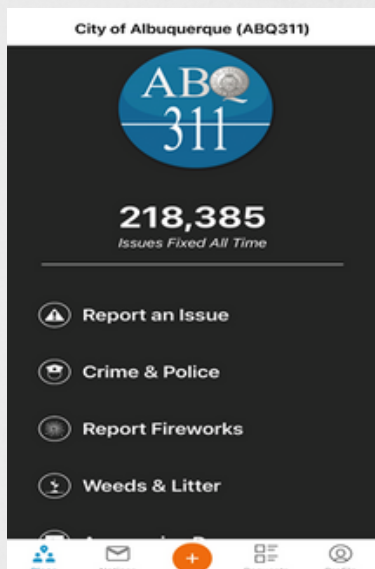 City of Albuquerque (ABQ311)
ABQ
311
218,385
Issues Fixed All Time
Report an Issue
Crime & Police
Report Fireworks
Weeds & Litter